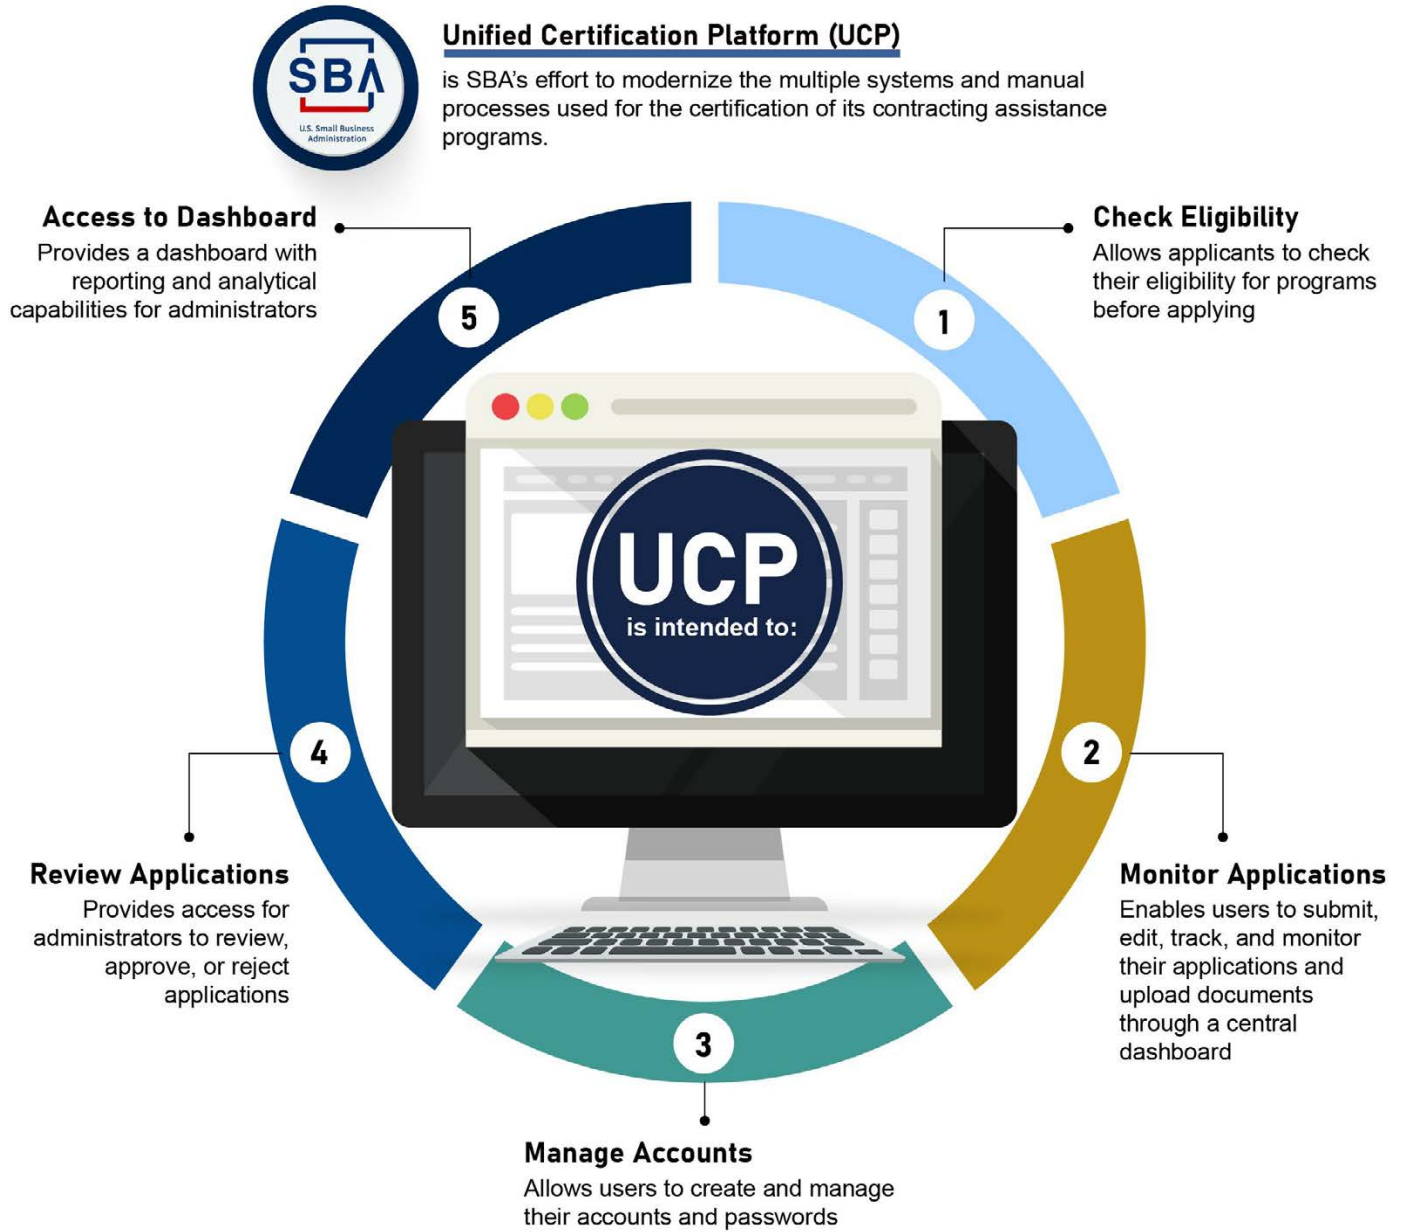 SBA
U.S. Small Business
Administration
Unified Certification Platform (UCP)
is SBA's effort to modernize the multiple systems and manual
processes used for the certification of its contracting assistance
programs.
Check Eligibility
Allows applicants to check
their eligibility for programs
before applying
1
Monitor Applications
Enables users to submit,
edit, track, and monitor
their applications and
upload documents
through a central
dashboard
2
Manage Accounts
Allows users to create and manage
their accounts and passwords
3
Review Applications
Provides access for
administrators to review,
approve, or reject
applications
4
Access to Dashboard
Provides a dashboard with
reporting and analytical
capabilities for administrators
5
UCP
is intended to: